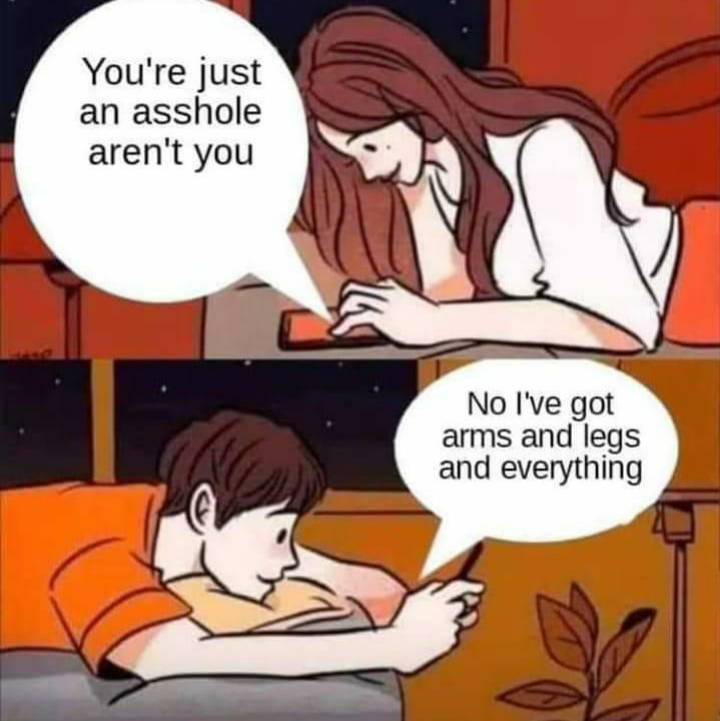 You're just
an asshole
aren't you
No I've got
arms and legs
and everything